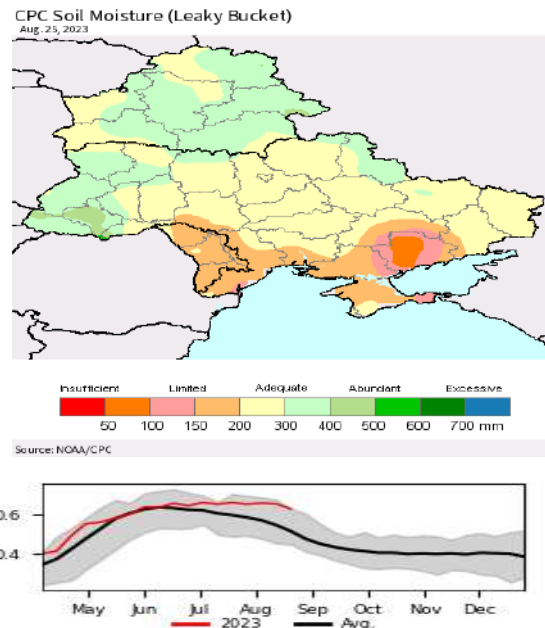 CPC Soil Moisture (Leaky Bucket)
Aug. 25, 2023
Insufficient Limited Adequate Abundant Excessive
50 100 150 200 300 400 500 600 700 mm
Source: NOAA/CPC
0.6
0.4
May Jun Jul Aug Sep Oct Nov Dec
2023 Avg.